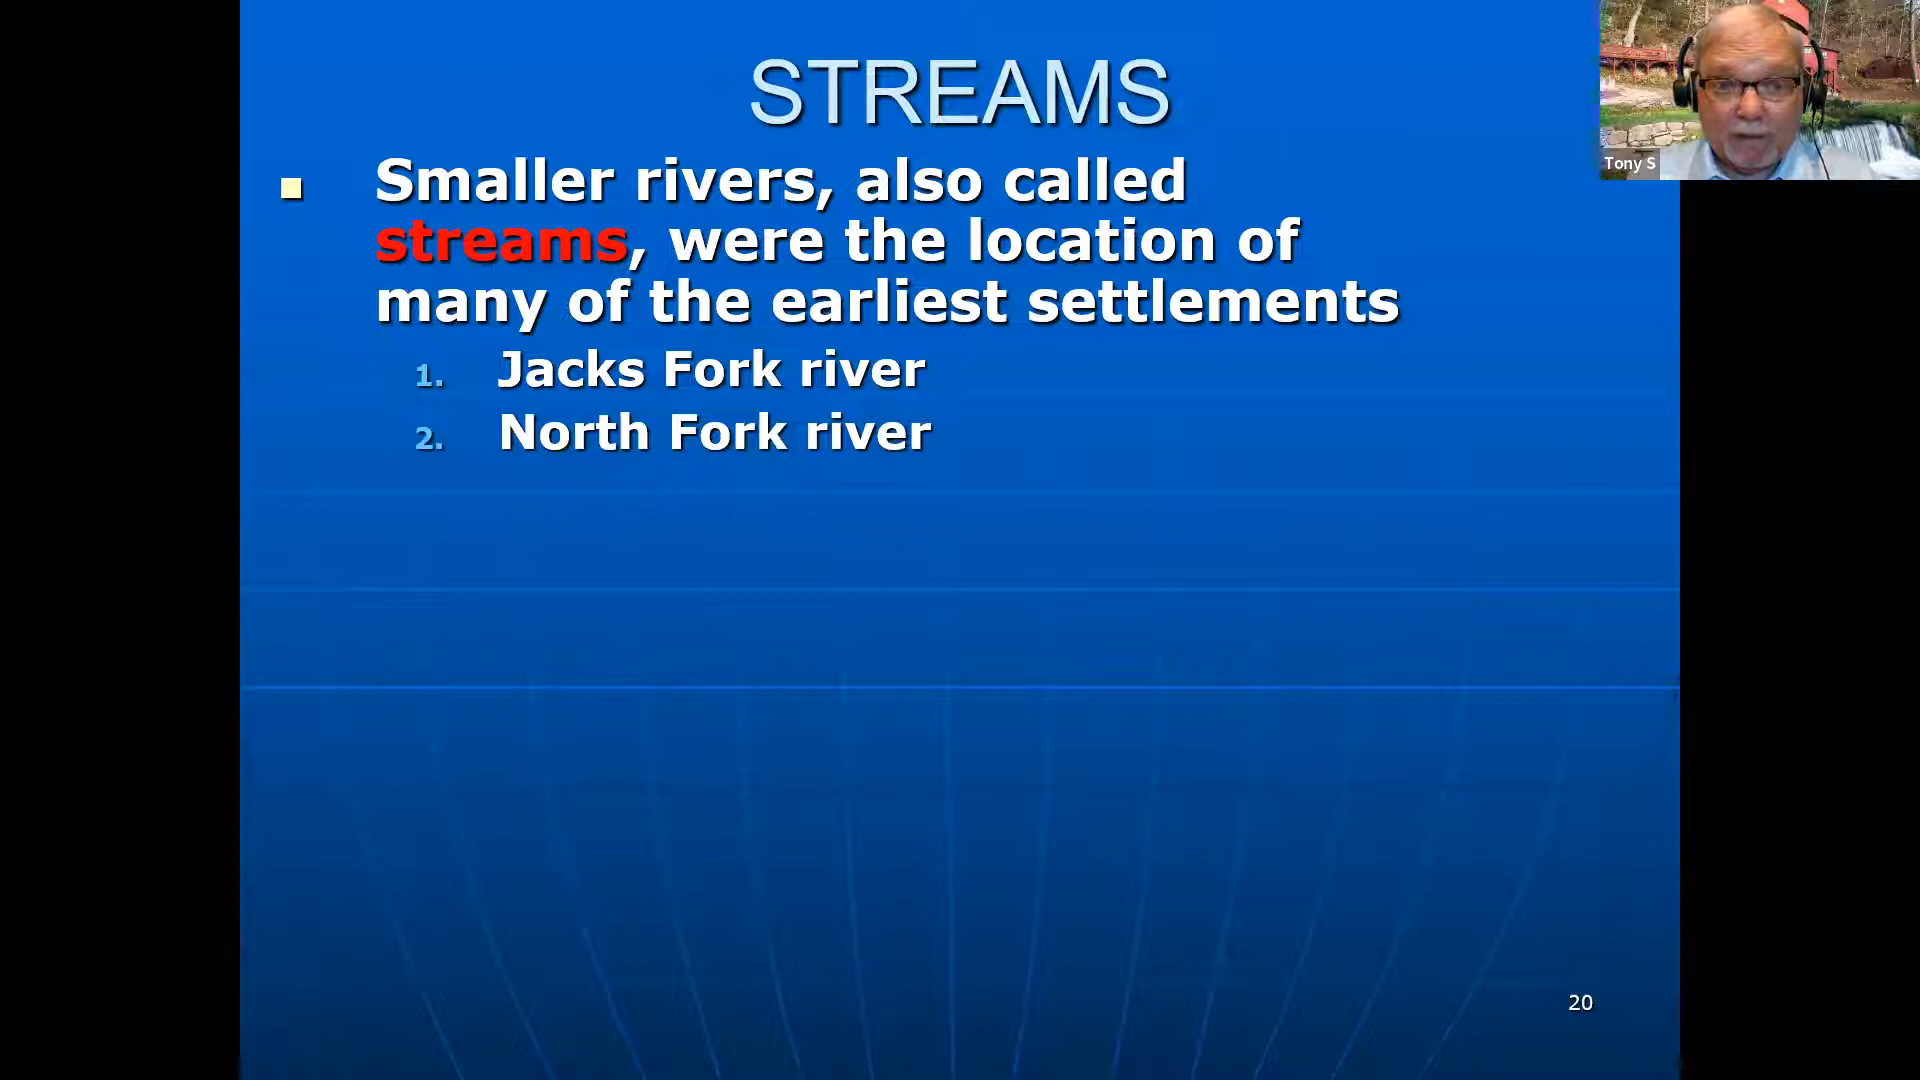 STREAMS
Smaller rivers, also called
streams, were the location of
many of the earliest settlements
1. Jacks Fork river
2. North Fork river
20
Tony S